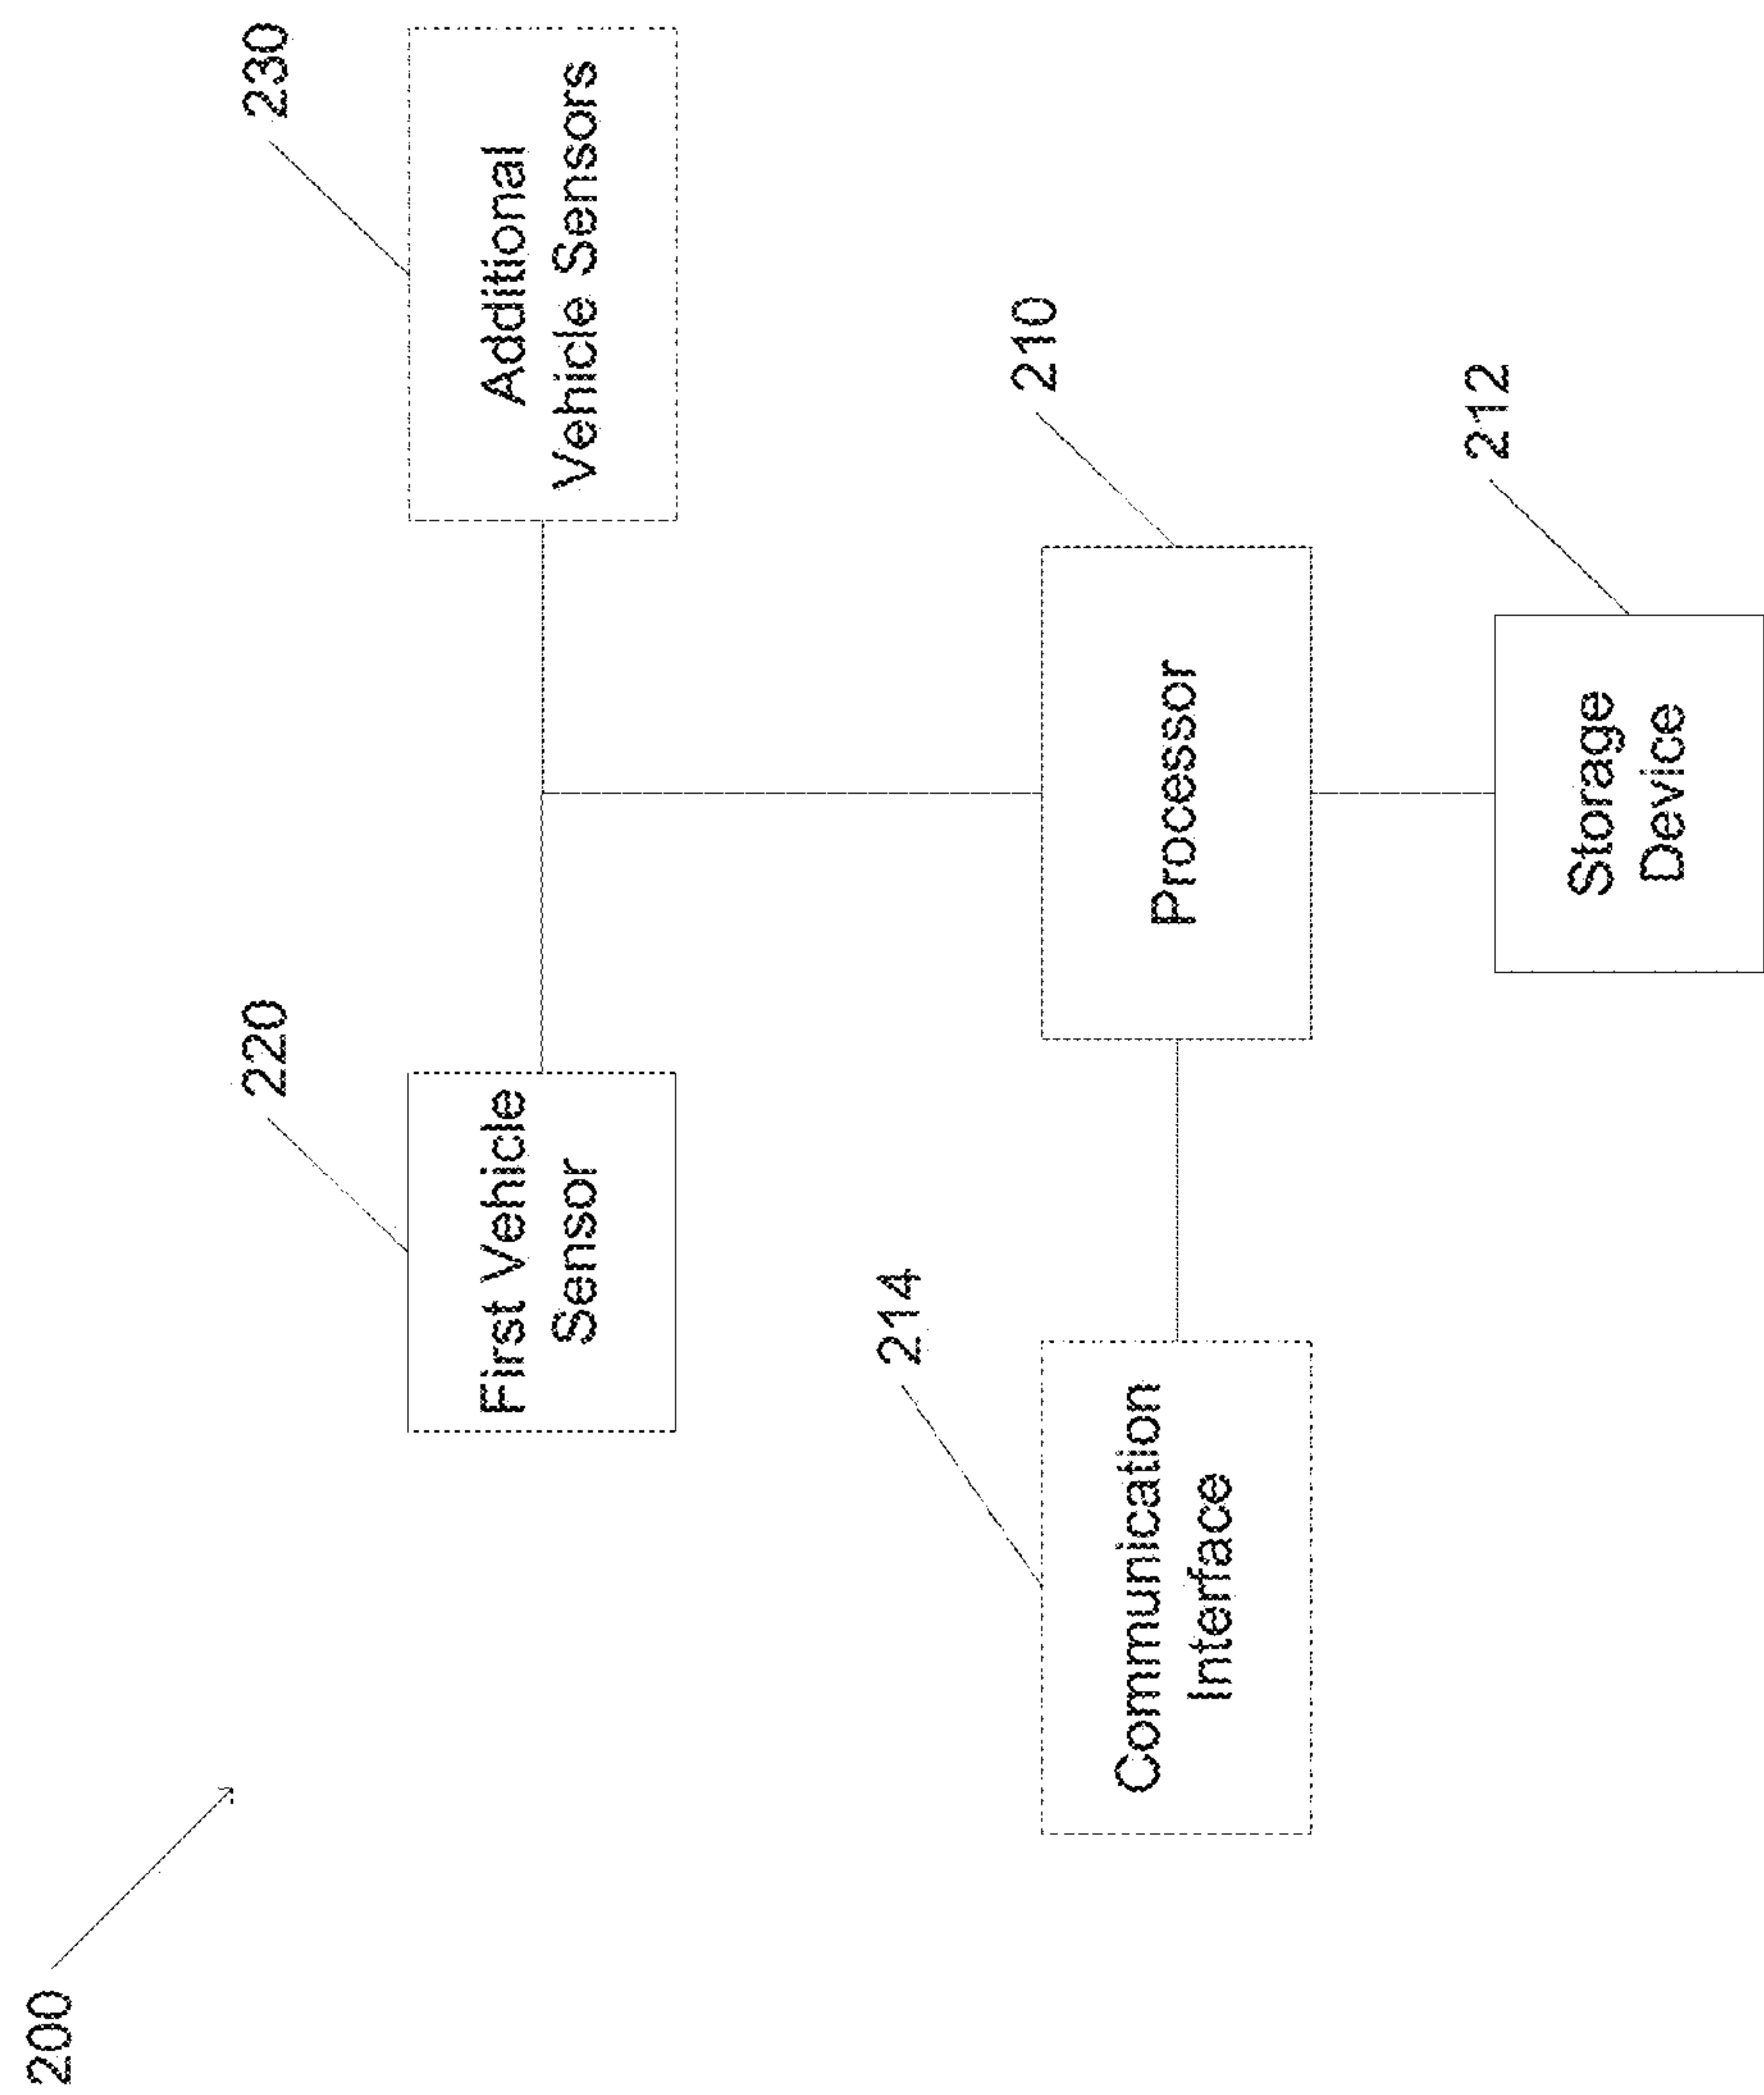 200
220
First Vehicle
Sensor
230
Additional
Vehicle Sensors
214
Communication
Interface
210
Processor
212
Storage
Device